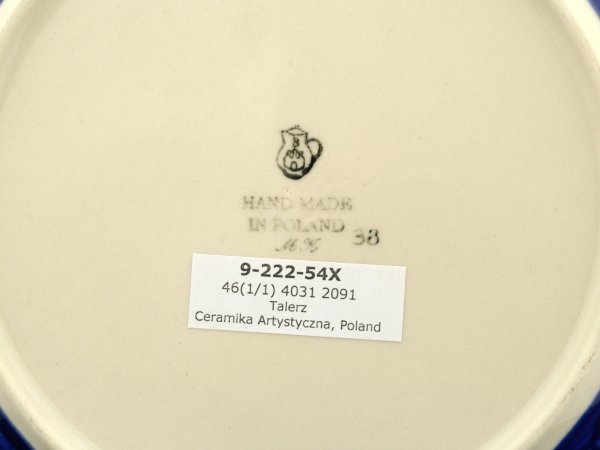 B
HAND MADE
IN POLAND
M.K 38
9-222-54X
46(1/1) 4031 2091
Talerz
Ceramika Artystyczna, Poland